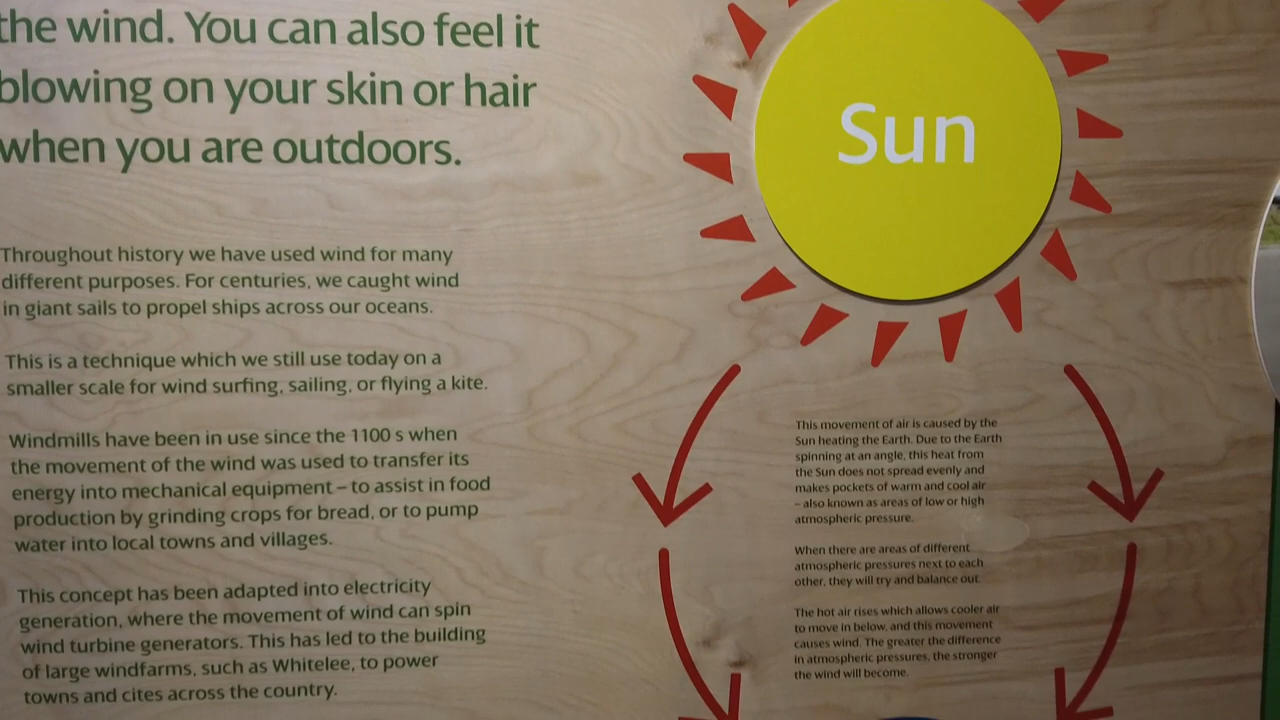 the wind. You can also feel it
blowing on your skin or hair
when you are outdoors.
Throughout history we have used wind for many
different purposes. For centuries, we caught wind
in giant sails to propel ships across our oceans.
This is a technique which we still use today on a
smaller scale for wind surfing, sailing, or flying a kite.
Windmills have been in use since the 1100 s when
the movement of the wind was used to transfer its
energy into mechanical equipment – to assist in food
production by grinding crops for bread, or to pump
water into local towns and villages.
This concept has been adapted into electricity
generation, where the movement of wind can spin
wind turbine generators. This has led to the building
of large windfarms, such as Whitelee, to power
towns and cites across the country.
Sun
This movement of air is caused by the
Sun heating the Earth. Due to the Earth
spinning at an angle, this heat from
the Sun does not spread evenly and
makes pockets of warm and cool air
– also known as areas of low or high
atmospheric pressure.
When there are areas of different
atmospheric pressures next to each
other, they will try and balance out.
The hot air rises which allows cooler air
to move in below, and this movement
causes wind. The greater the difference
in atmospheric pressures, the stronger
the wind will become.